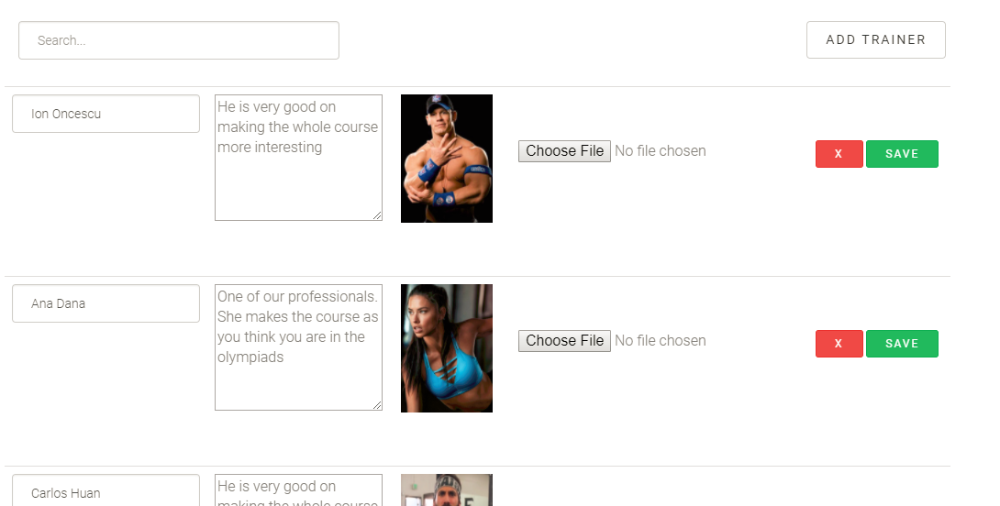 Search...
ADD TRAINER
Ion Oncescu
He is very good on
making the whole course
more interesting
Choose File No file chosen
X SAVE
Ana Dana
One of our professionals.
She makes the course as
you think you are in the
olympiads
Choose File No file chosen
X SAVE
Carlos Huan
He is very good on
making the whole course